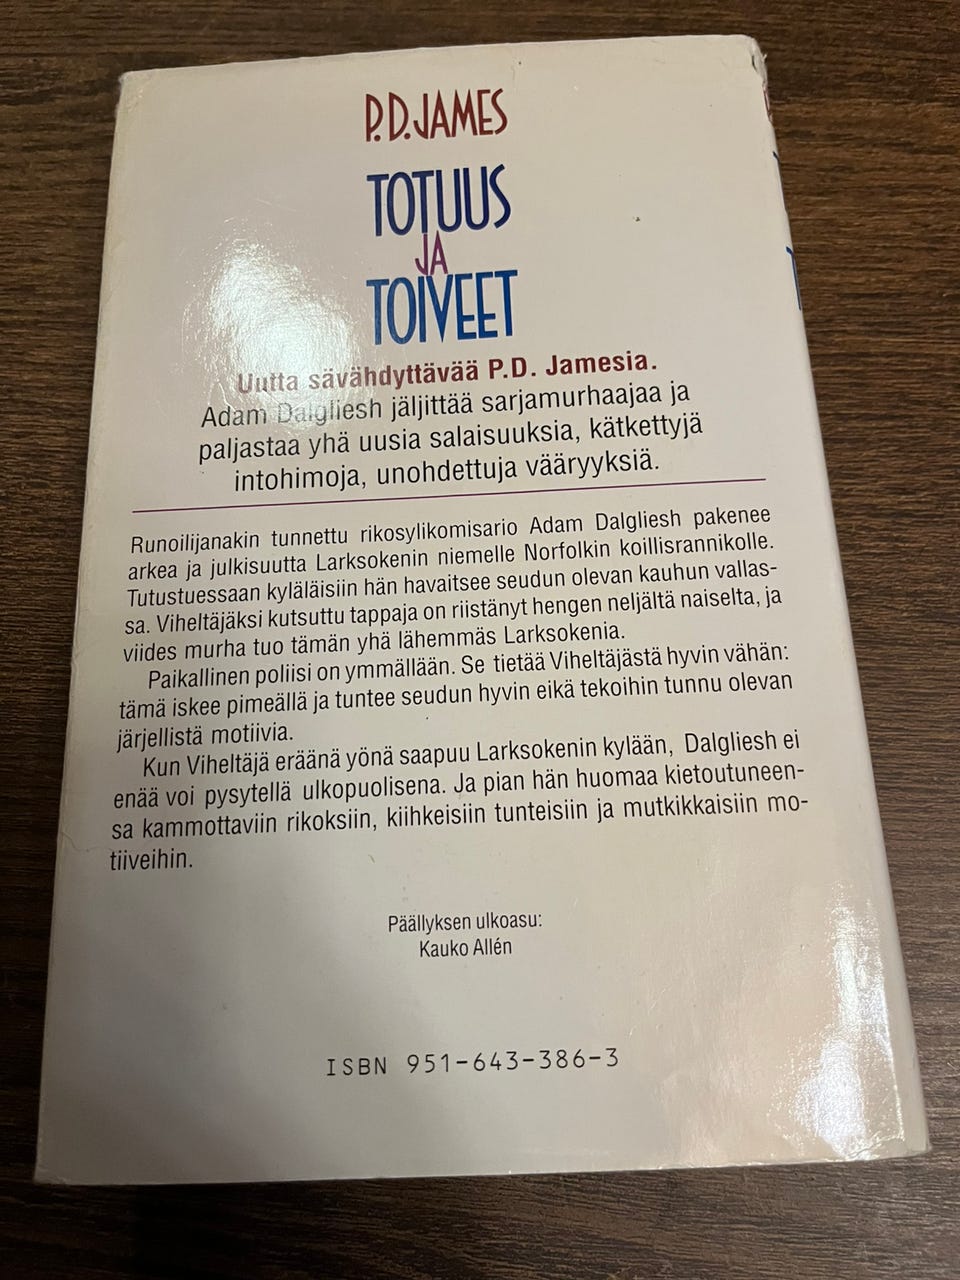 P.D. JAMES
TOTUUS
JA
TOIVEET
Uutta sävähdyttävää P.D. Jamesia.
Adam Dalgliesh jäljittää sarjamurhaajaa ja
paljastaa yhä uusia salaisuuksia, kätkettyjä
intohimoja, unohdettuja vääryyksiä.
Runoilijanakin tunnettu rikosylikomisario Adam Dalgliesh pakenee
arkea ja julkisuutta Larksokenin niemelle Norfolkin koillisrannikolle.
Tutustuessaan kyläläisiin hän havaitsee seudun olevan kauhun vallas-
sa. Viheltäjäksi kutsuttu tappaja on riistänyt hengen neljältä naiselta, ja
viides murha tuo tämän yhä lähemmäs Larksokenia.
Paikallinen poliisi on ymmällään. Se tietää Viheltäjästä hyvin vähän:
tämä iskee pimeällä ja tuntee seudun hyvin eikä tekoihin tunnu olevan
järjellistä motiivia.
Kun Viheltäjä eräänä yönä saapuu Larksokenin kylään, Dalgliesh ei
enää voi pysytellä ulkopuolisena. Ja pian hän huomaa kietoutuneen-
sa kammottaviin rikoksiin, kiihkeisiin tunteisiin ja mutkikkaisiin mo-
tiiveihin.
Päällyksen ulkoasu:
Kauko Allén
ISBN 951-643-386-3